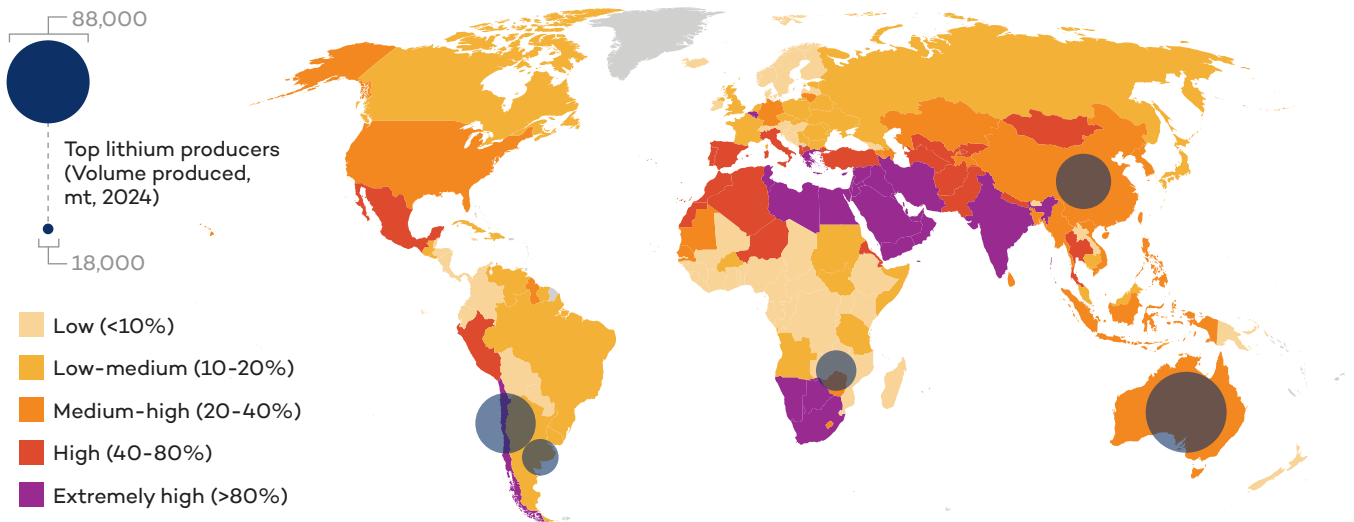 88,000
Top lithium producers
(Volume produced,
mt, 2024)
18,000
Low (<10%)
Low-medium (10-20%)
Medium-high (20-40%)
High (40-80%)
Extremely high (>80%)